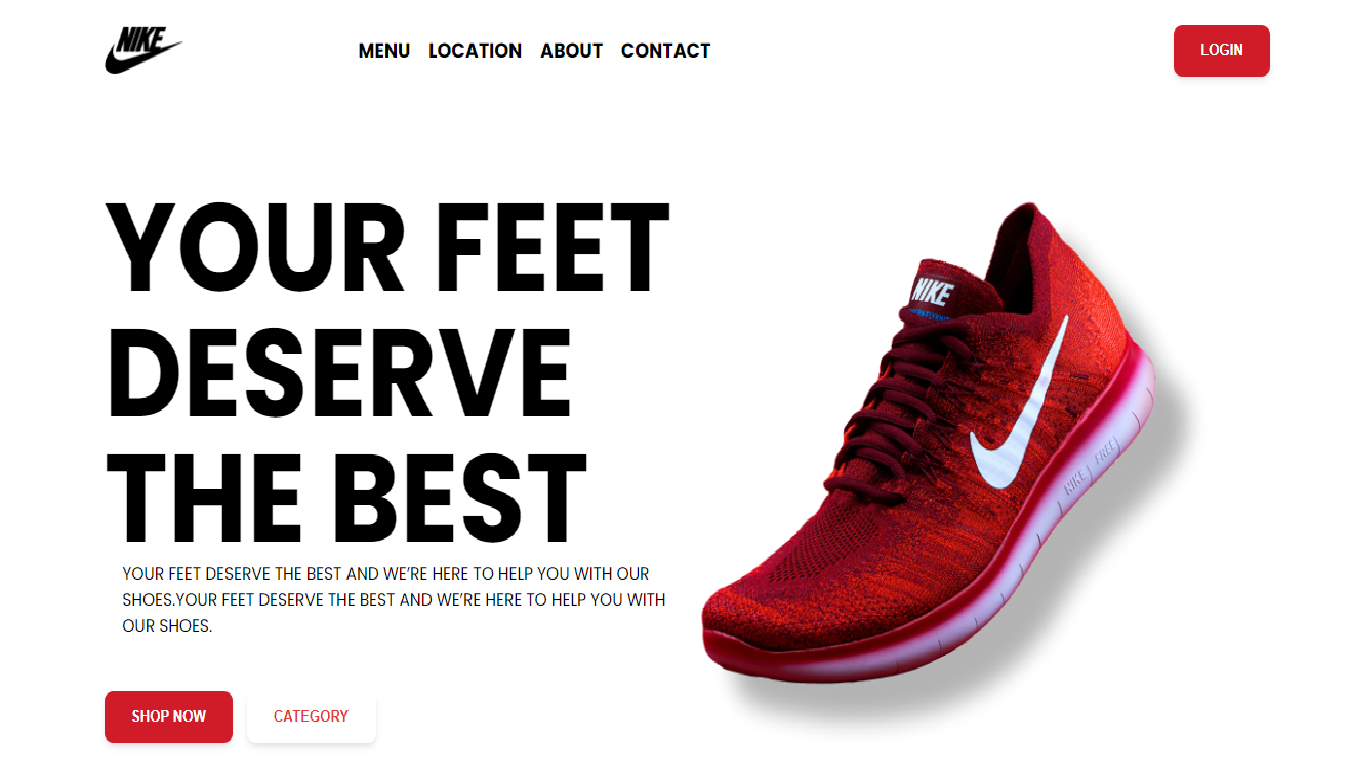 NIKE
MENU LOCATION ABOUT CONTACT
LOGIN
YOUR FEET
DESERVE
THE BEST
YOUR FEET DESERVE THE BEST AND WE’RE HERE TO HELP YOU WITH OUR
SHOES.YOUR FEET DESERVE THE BEST AND WE’RE HERE TO HELP YOU WITH
OUR SHOES.
SHOP NOW
CATEGORY
NIKE
NIKE FREE